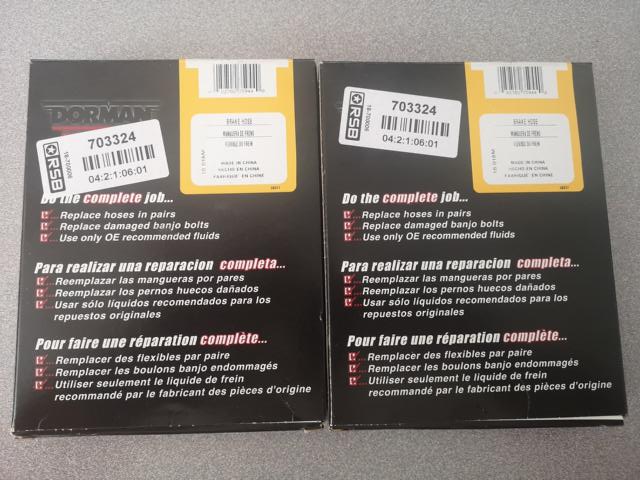 DORMAN
BRAKE HOSE
MANGUERA DE FRENO
FLEXIBLE DU FREIN
MADE IN CHINA
HECHO EN CHINE
FABRIQUÉ EN CHINE
RSB
703324
04:2:1:06:01
Do the complete job...
Replace hoses in pairs
Replace damaged banjo bolts
Use only OE recommended fluids
Para realizar una reparacion completa...
Reemplazar las mangueras por pares
Reemplazar los pernos huecos dañados
Usar sólo líquidos recomendados para los
repuestos originales
Pour faire une réparation complète...
Remplacer des flexibles par paire
Remplacer les boulons banjo endommagés
Utiliser seulement le liquide de frein
recommandé par le fabricant des pièces d'origine
RSB
703324
04:2:1:06:01
BRAKE HOSE
MANGUERA DE FRENO
FLEXIBLE DU FREIN
MADE IN CHINA
HECHO EN CHINE
FABRIQUÉ EN CHINE
Do the complete job...
Replace hoses in pairs
Replace damaged banjo bolts
Use only OE recommended fluids
Para realizar una reparacion completa...
Reemplazar las mangueras por pares
Reemplazar los pernos huecos dañados
Usar sólo líquidos recomendados para los
repuestos originales
Pour faire une réparation complète...
Remplacer des flexibles par paire
Remplacer les boulons banjo endommagés
Utiliser seulement le liquide de frein
recommandé par le fabricant des pièces d'origine